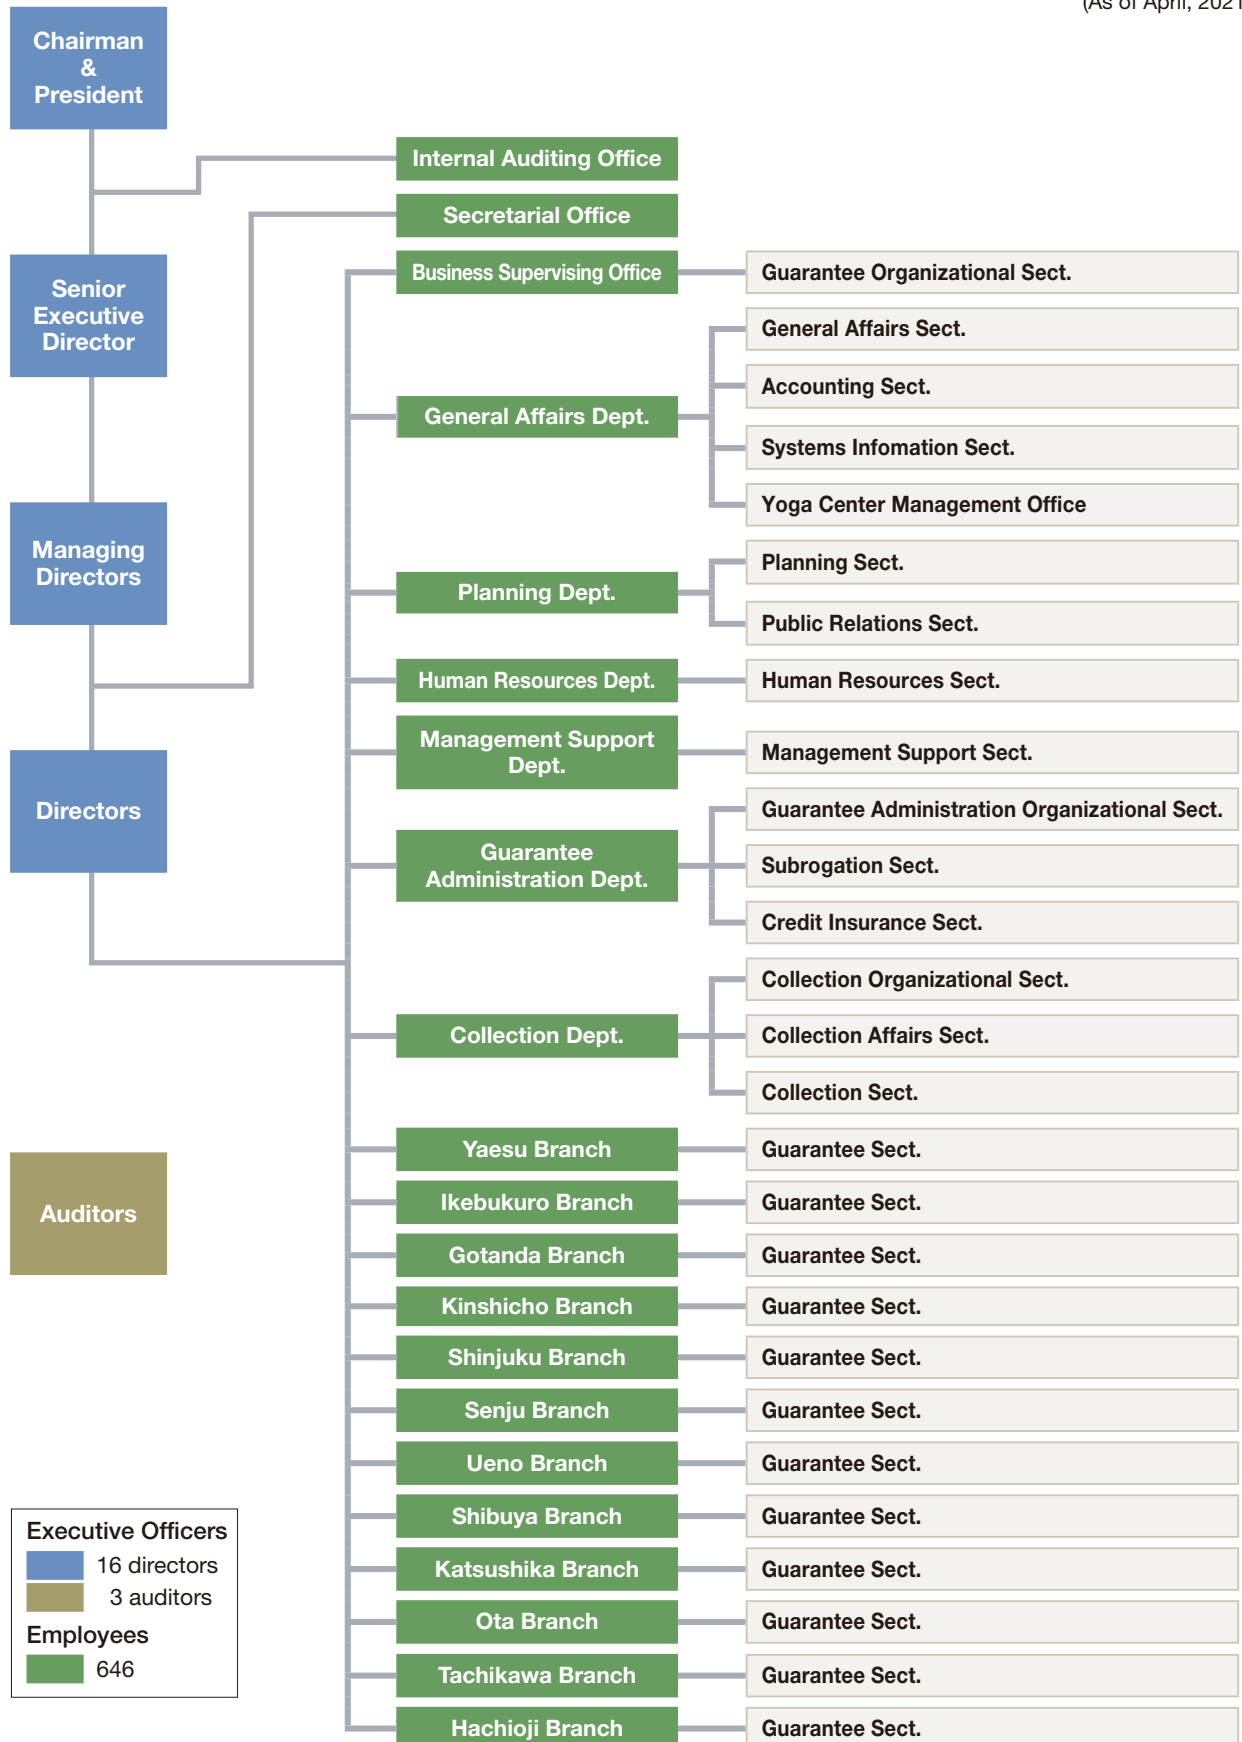 (As of April, 2021
Chairman
&
President
Internal Auditing Office
Secretarial Office
Business Supervising Office
Guarantee Organizational Sect.
Senior
Executive
Director
General Affairs Sect.
Accounting Sect.
General Affairs Dept.
Systems Infomation Sect.
Yoga Center Management Office
Managing
Directors
Planning Sect.
Planning Dept.
Public Relations Sect.
Human Resources Dept.
Human Resources Sect.
Management Support
Dept.
Management Support Sect.
Directors
Guarantee Administration Organizational Sect.
Guarantee
Administration Dept.
Subrogation Sect.
Credit Insurance Sect.
Collection Organizational Sect.
Collection Dept.
Collection Affairs Sect.
Collection Sect.
Yaesu Branch
Guarantee Sect.
Auditors
Ikebukuro Branch
Guarantee Sect.
Gotanda Branch
Guarantee Sect.
Kinshicho Branch
Guarantee Sect.
Shinjuku Branch
Guarantee Sect.
Senju Branch
Guarantee Sect.
Ueno Branch
Guarantee Sect.
Shibuya Branch
Guarantee Sect.
Katsushika Branch
Guarantee Sect.
Ota Branch
Guarantee Sect.
Tachikawa Branch
Guarantee Sect.
Hachioji Branch
Guarantee Sect.
Executive Officers
16 directors
3 auditors
Employees
646